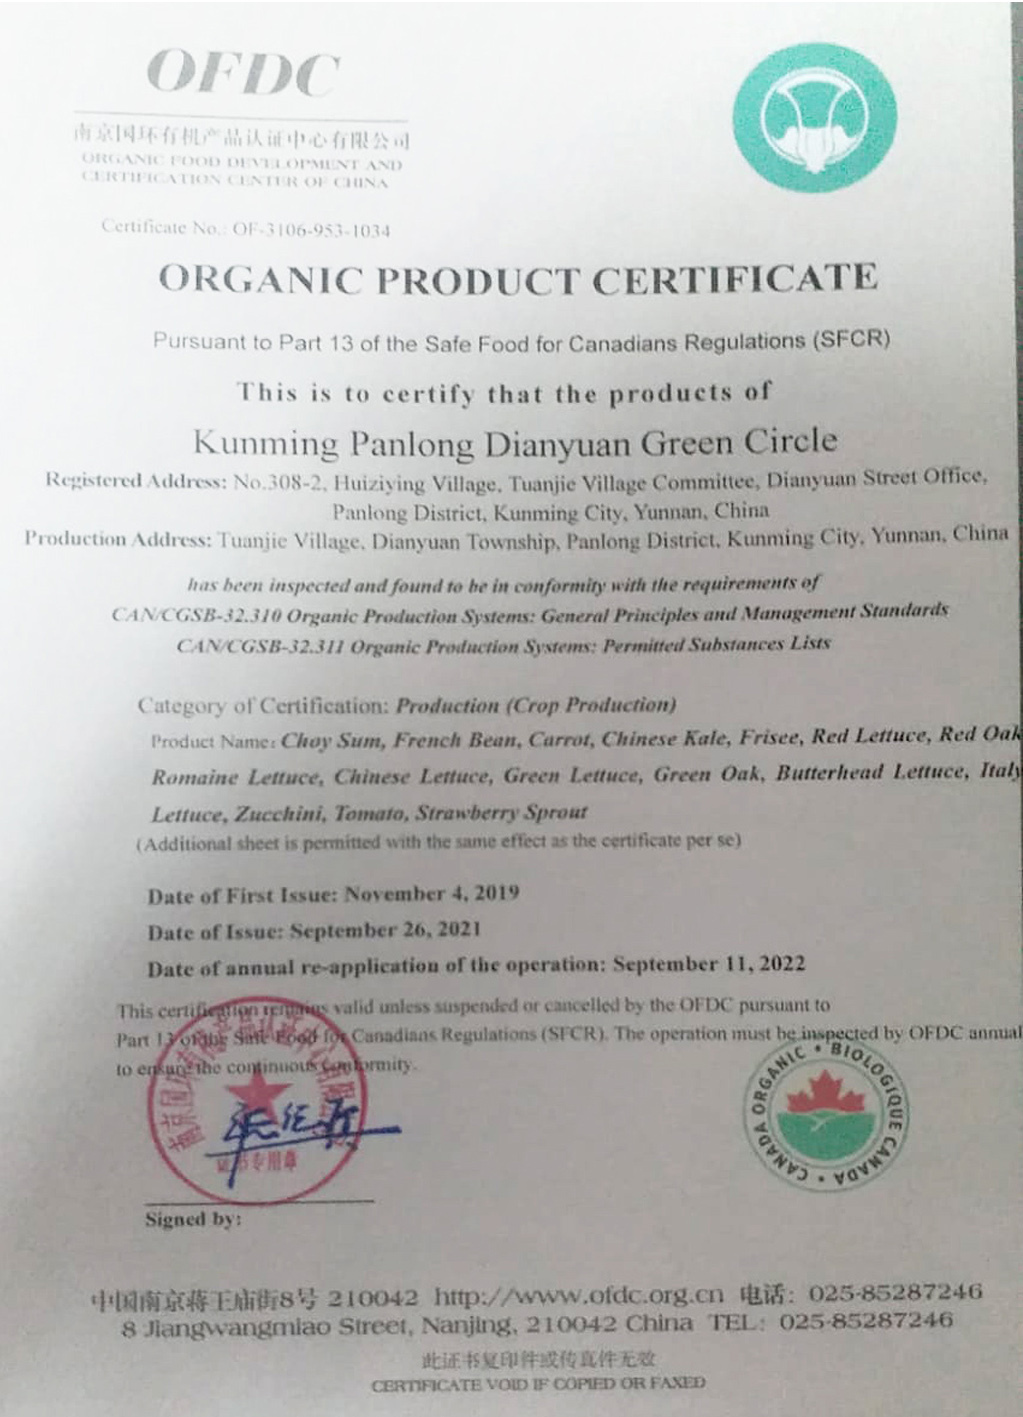 OFDC
南京国环有机产品认证中心有限公司
ORGANIC FOOD DEVELOPMENT AND
CERTIFICATION CENTER OF CHINA
Certificate No.: OF-3106-953-1034
ORGANIC PRODUCT CERTIFICATE
Pursuant to Part 13 of the Safe Food for Canadians Regulations (SFCR)
This is to certify that the products of
Kunming Panlong Dianyuan Green Circle
Registered Address: No.308-2, Huiziying Village, Tuanjie Village Committee, Dianyuan Street Office,
Panlong District, Kunming City, Yunnan, China
Production Address: Tuanjie Village, Dianyuan Township, Panlong District, Kunming City, Yunnan, China
has been inspected and found to be in conformity with the requirements of
CAN/CGSB-32.310 Organic Production Systems: General Principles and Management Standards
CAN/CGSB-32.311 Organic Production Systems: Permitted Substances Lists
Category of Certification: Production (Crop Production)
Product Name: Choy Sum, French Bean, Carrot, Chinese Kale, Frisee, Red Lettuce, Red Oak
Romaine Lettuce, Chinese Lettuce, Green Lettuce, Green Oak, Butterhead Lettuce, Italy
Lettuce, Zucchini, Tomato, Strawberry Sprout
(Additional sheet is permitted with the same effect as the certificate per se)
Date of First Issue: November 4, 2019
Date of Issue: September 26, 2021
Date of annual re-application of the operation: September 11, 2022
This certification remains valid unless suspended or cancelled by the OFDC pursuant to
Part 13 of the Safe Food for Canadians Regulations (SFCR). The operation must be inspected by OFDC annual
to ensure the continuous conformity.
证书专用章
CANADA ORGANIC • BIOLOGIQUE CANADA •
Signed by:
中国南京蒋王庙街8号 210042 http://www.ofdc.org.cn 电话: 025-85287246
8 Jiangwangmiao Street, Nanjing, 210042 China TEL: 025-85287246
此证书复印件或传真件无效
CERTIFICATE VOID IF COPIED OR FAXED